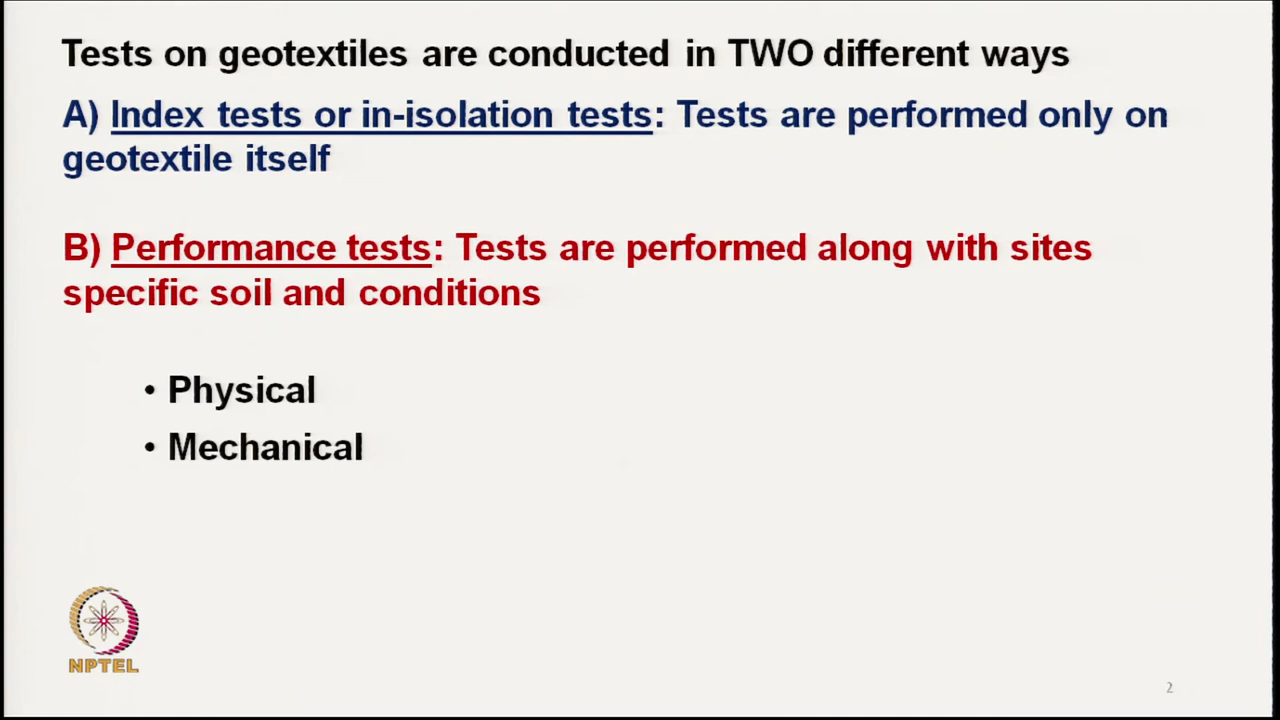 Tests on geotextiles are conducted in TWO different ways
A) Index tests or in-isolation tests: Tests are performed only on
geotextile itself
B) Performance tests: Tests are performed along with sites
specific soil and conditions
• Physical
• Mechanical
NPTEL
2